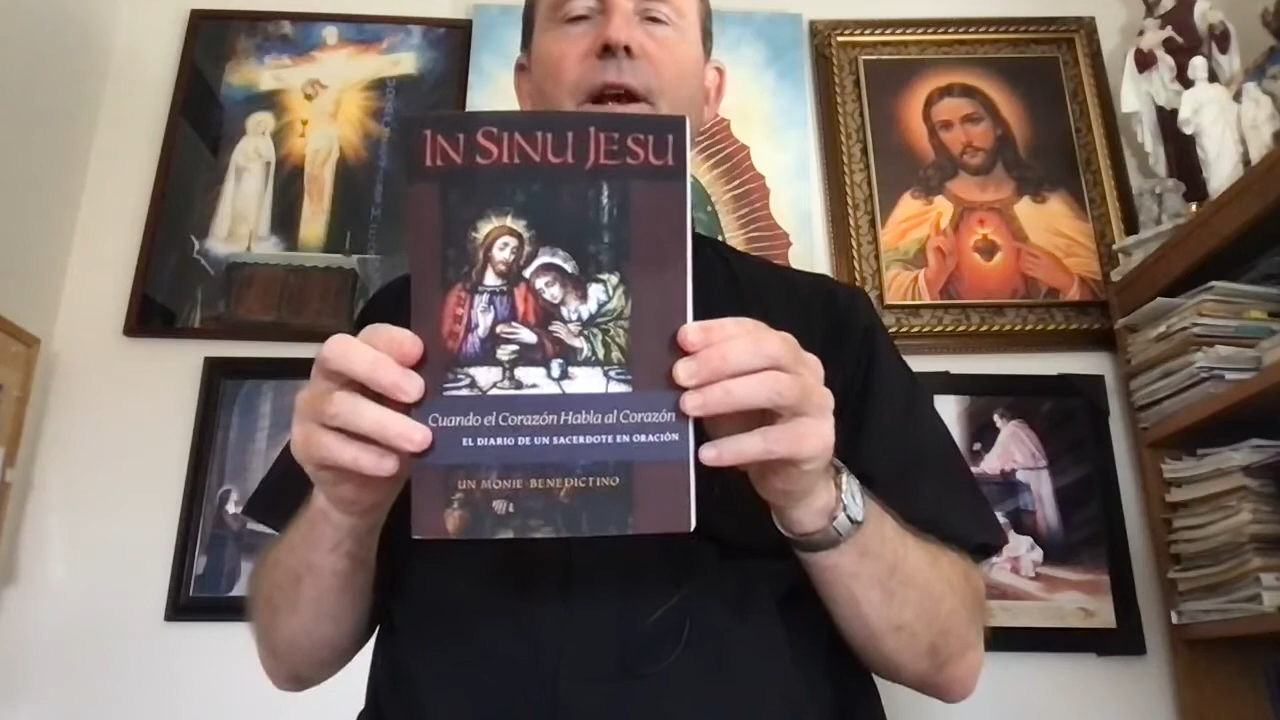 IN SINU JESU
Cuando el Corazón Habla al Corazón
EL DIARIO DE UN SACERDOTE EN ORACIÓN
UN MONJE BENEDICTINO